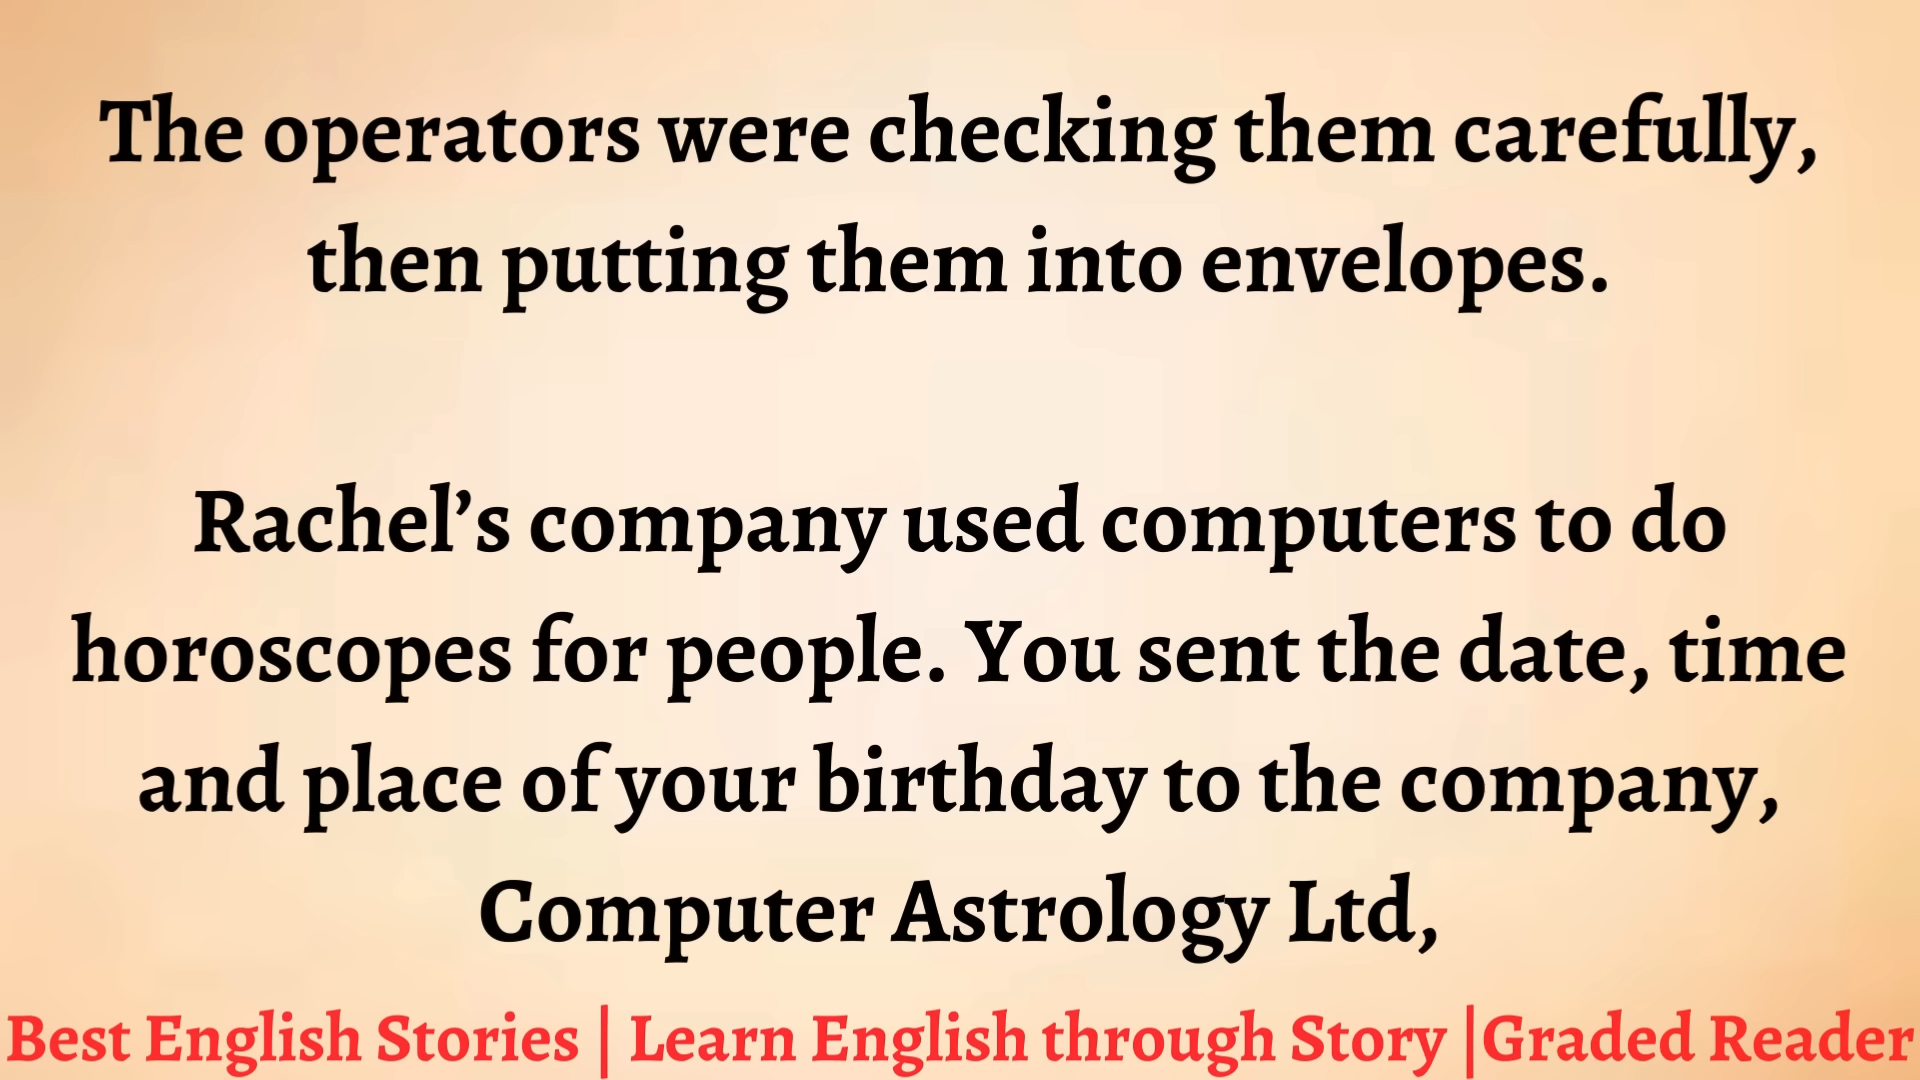 The operators were checking them carefully,
then putting them into envelopes.
Rachel’s company used computers to do
horoscopes for people. You sent the date, time
and place of your birthday to the company,
Computer Astrology Ltd,
Best English Stories | Learn English through Story |Graded Reader